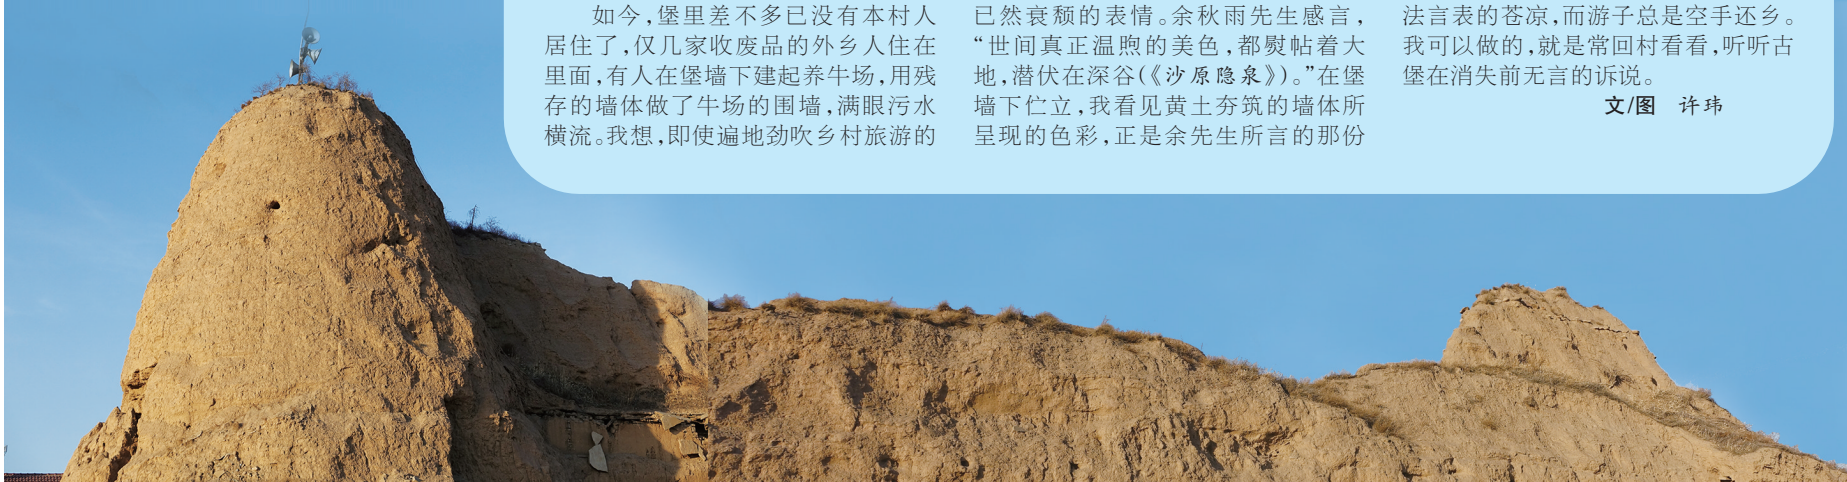 如今,堡里差不多已没有本村人
居住了,仅几家收废品的外乡人住在
里面,有人在堡墙下建起养牛场,用残
存的墙体做了牛场的围墙,满眼污水
横流。我想,即使遍地劲吹乡村旅游的
已然衰颓的表情。余秋雨先生感言,
“世间真正温煦的美色,都熨帖着大
地,潜伏在深谷(《沙原隐泉》)。”在堡
墙下伫立,我看见黄土夯筑的墙体所
呈现的色彩,正是余先生所言的那份
法言表的苍凉,而游子总是空手还乡。
我可以做的,就是常回村看看,听听古
堡在消失前无言的诉说。
文/图 许玮